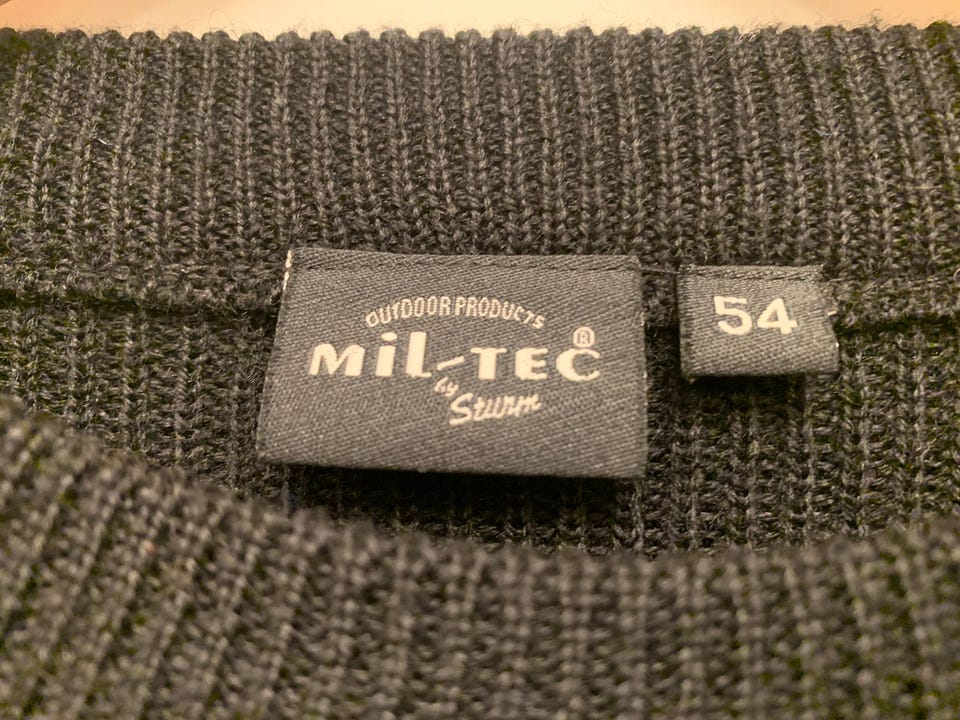 OUTDOOR PRODUCTS
MiL-TEC®
by
Sturm
54